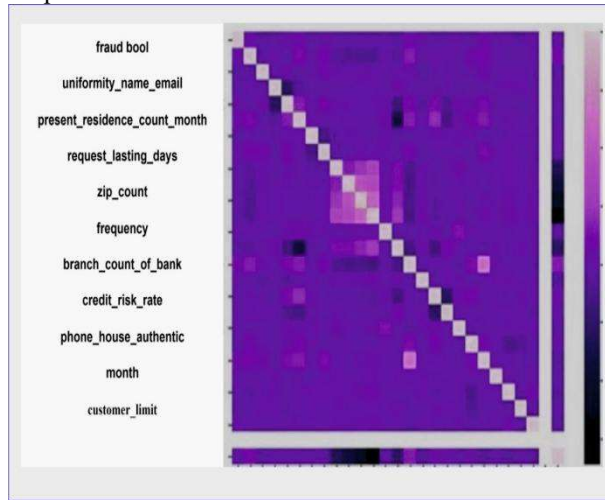 fraud bool
uniformity_name_email
present_residence_count_month
request_lasting_days
zip_count
frequency
branch_count_of_bank
credit_risk_rate
phone_house_authentic
month
customer_limit